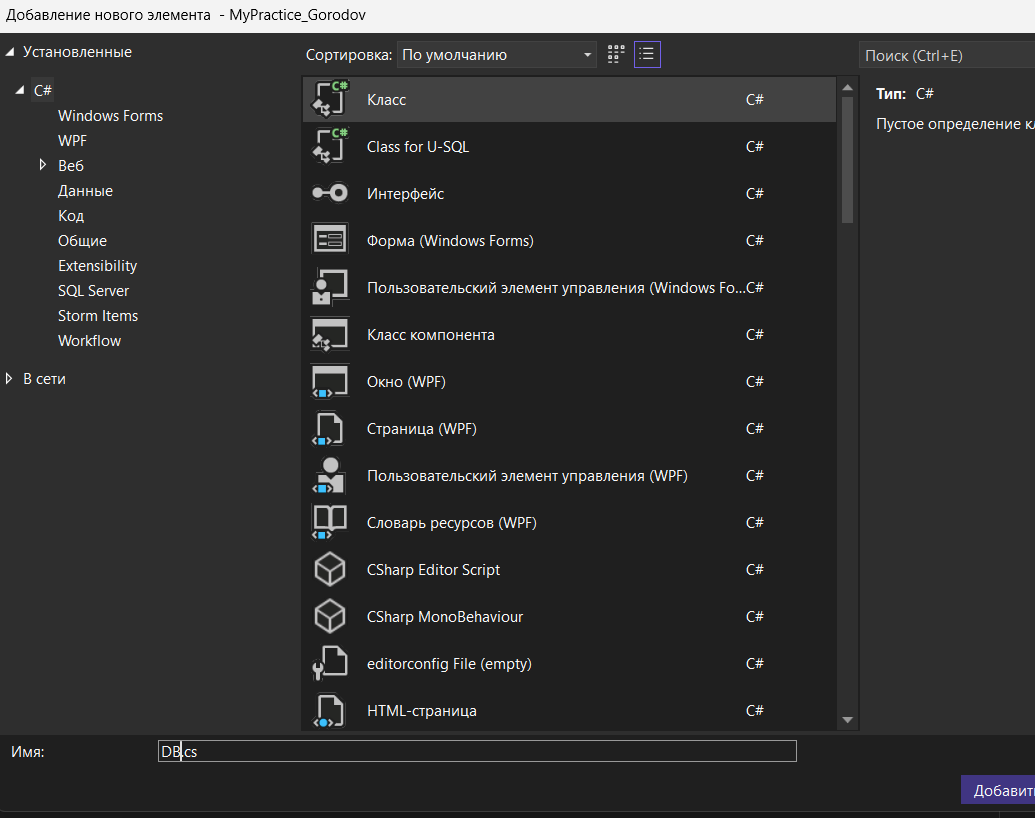 Добавление нового элемента - MyPractice_Gorodov
Установленные
C#
Windows Forms
WPF
Веб
Данные
Код
Общие
Extensibility
SQL Server
Storm Items
Workflow
В сети
Сортировка: По умолчанию
Класс C#
Class for U-SQL C#
Интерфейс C#
Форма (Windows Forms) C#
Пользовательский элемент управления (Windows Fo...C#
Класс компонента C#
Окно (WPF) C#
Страница (WPF) C#
Пользовательский элемент управления (WPF) C#
Словарь ресурсов (WPF) C#
CSharp Editor Script C#
CSharp MonoBehaviour C#
editorconfig File (empty) C#
HTML-страница C#
Поиск (Ctrl+E)
Тип: C#
Пустое определение кл
Имя: DB.cs
Добавить